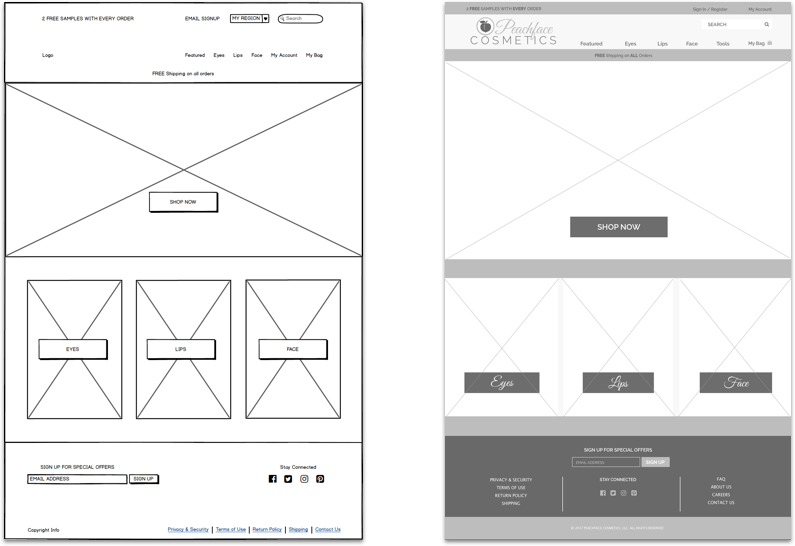 2 FREE SAMPLES WITH EVERY ORDER
EMAIL SIGNUP
MY REGION
Search
Logo
Featured Eyes Lips Face My Account My Bag
FREE Shipping on all orders
SHOP NOW
EYES
LIPS
FACE
SIGN UP FOR SPECIAL OFFERS
EMAIL ADDRESS
SIGN UP
Stay Connected
Copyright Info
Privacy & Security
Terms of Use
Return Policy
Shipping
Contact Us
2 FREE SAMPLES WITH EVERY ORDER
Sign In / Register
My Account
Peachface
COSMETICS
SEARCH
Featured Eyes Lips Face Tools My Bag
FREE Shipping on ALL Orders
SHOP NOW
Eyes
Lips
Face
SIGN UP FOR SPECIAL OFFERS
EMAIL ADDRESS
SIGN UP
PRIVACY & SECURITY
TERMS OF USE
RETURN POLICY
SHIPPING
STAY CONNECTED
FAQ
ABOUT US
CAREERS
CONTACT US